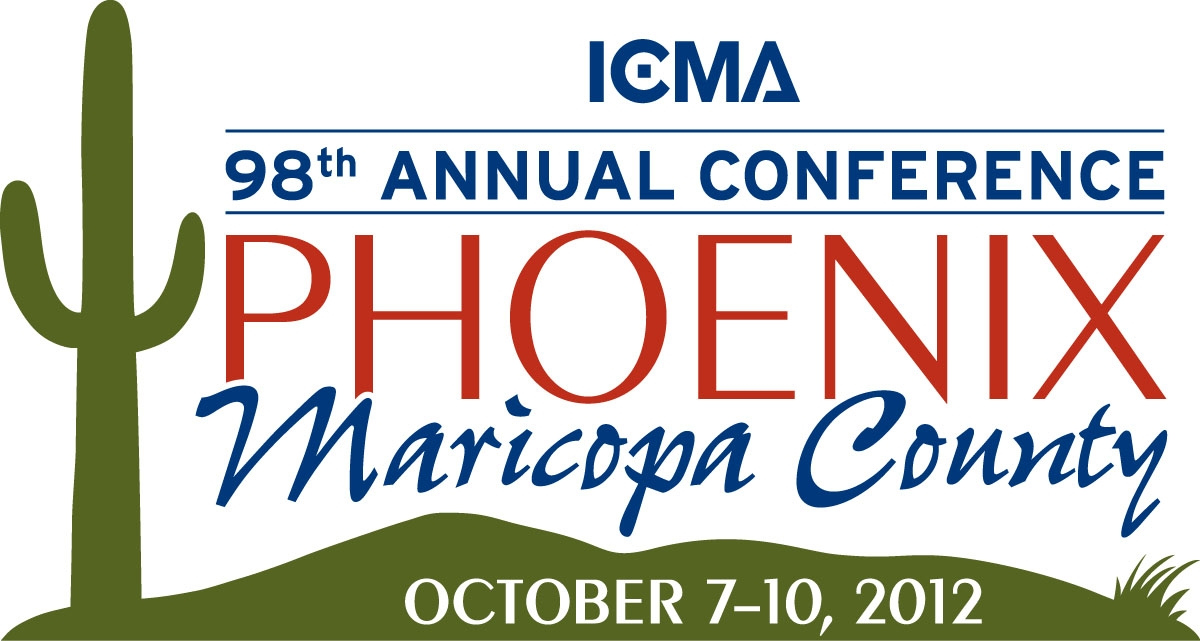 ICMA
98th ANNUAL CONFERENCE
PHOENIX
Maricopa County
OCTOBER 7–10, 2012